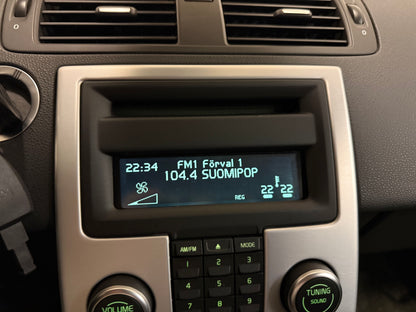 22:34 FM1 Förval 1
104.4 SUOMIPOP
REG 22 22
AM/FM MODE
1 2 3
4 5 6
7 8 9
0
VOLUME
TUNING
SOUND